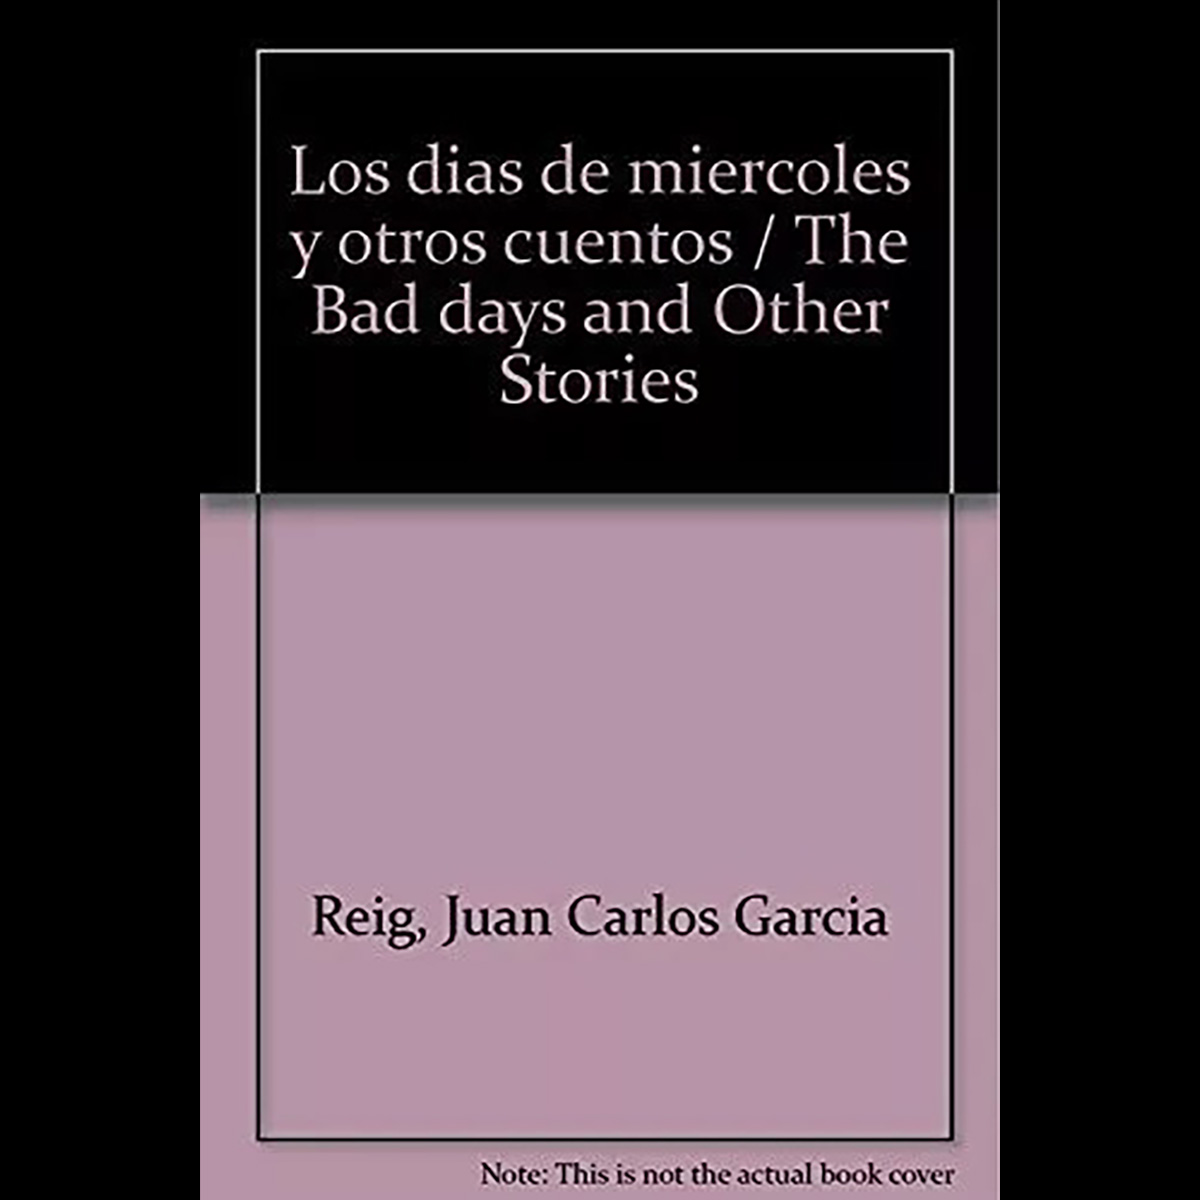 Los dias de miercoles
y otros cuentos / The
Bad days and Other
Stories
Reig, Juan Carlos Garcia
Note: This is not the actual book cover